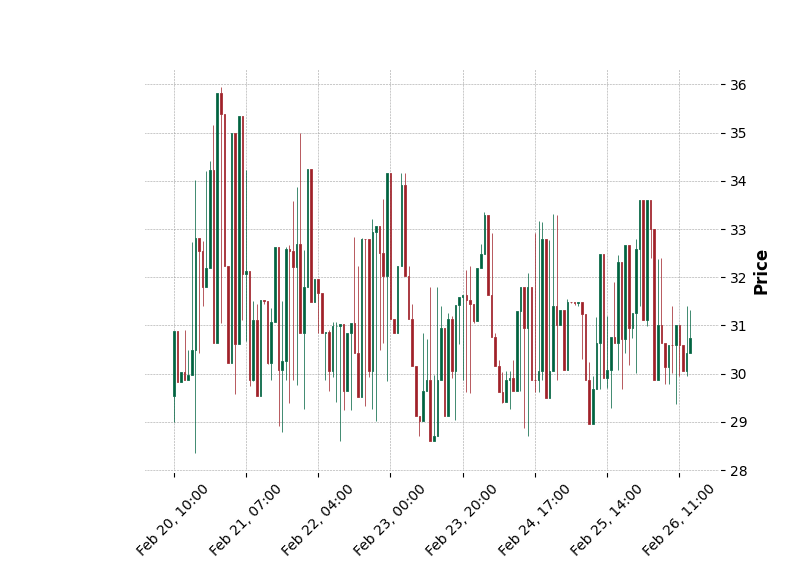 36
35
34
33
32
31
30
29
28
Price
Feb 20, 10:00
Feb 21, 07:00
Feb 22, 04:00
Feb 23, 00:00
Feb 23, 20:00
Feb 24, 17:00
Feb 25, 14:00
Feb 26, 11:00